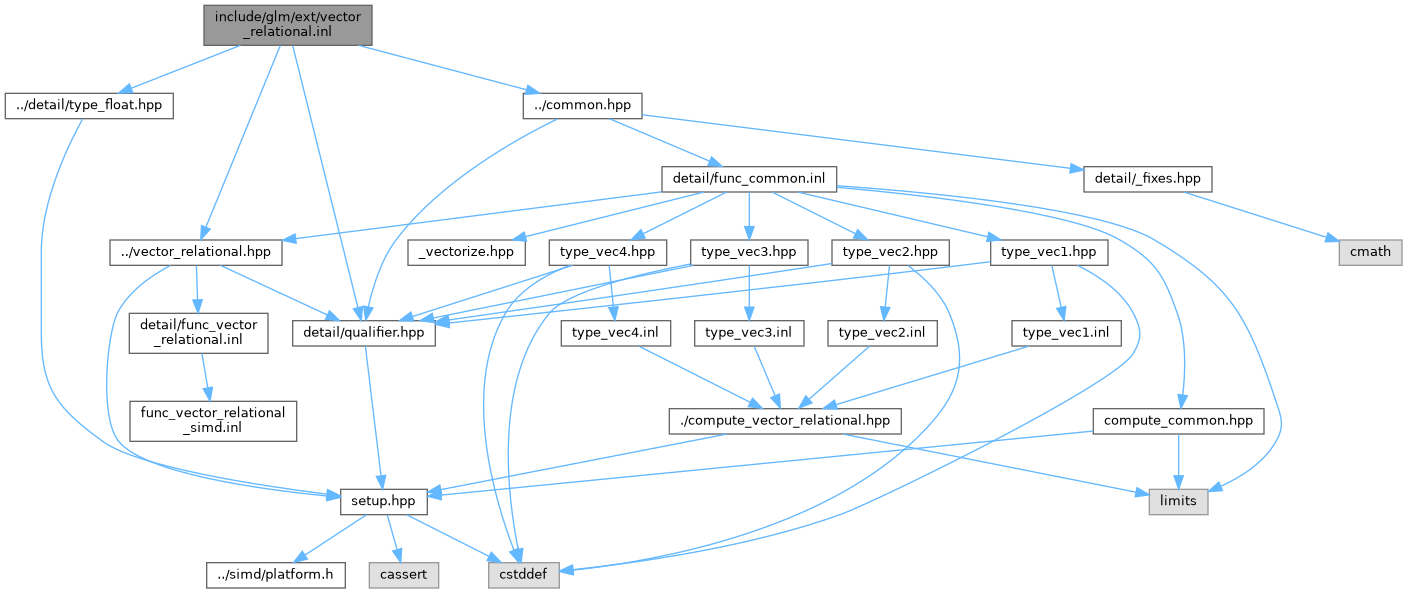 include/glm/ext/vector
_relational.inl
../detail/type_float.hpp
../common.hpp
detail/func_common.inl
detail/_fixes.hpp
../vector_relational.hpp
_vectorize.hpp
type_vec4.hpp
type_vec3.hpp
type_vec2.hpp
type_vec1.hpp
cmath
detail/func_vector
_relational.inl
detail/qualifier.hpp
type_vec4.inl
type_vec3.inl
type_vec2.inl
type_vec1.inl
func_vector_relational
_simd.inl
./compute_vector_relational.hpp
compute_common.hpp
setup.hpp
limits
../simd/platform.h
cassert
cstddef